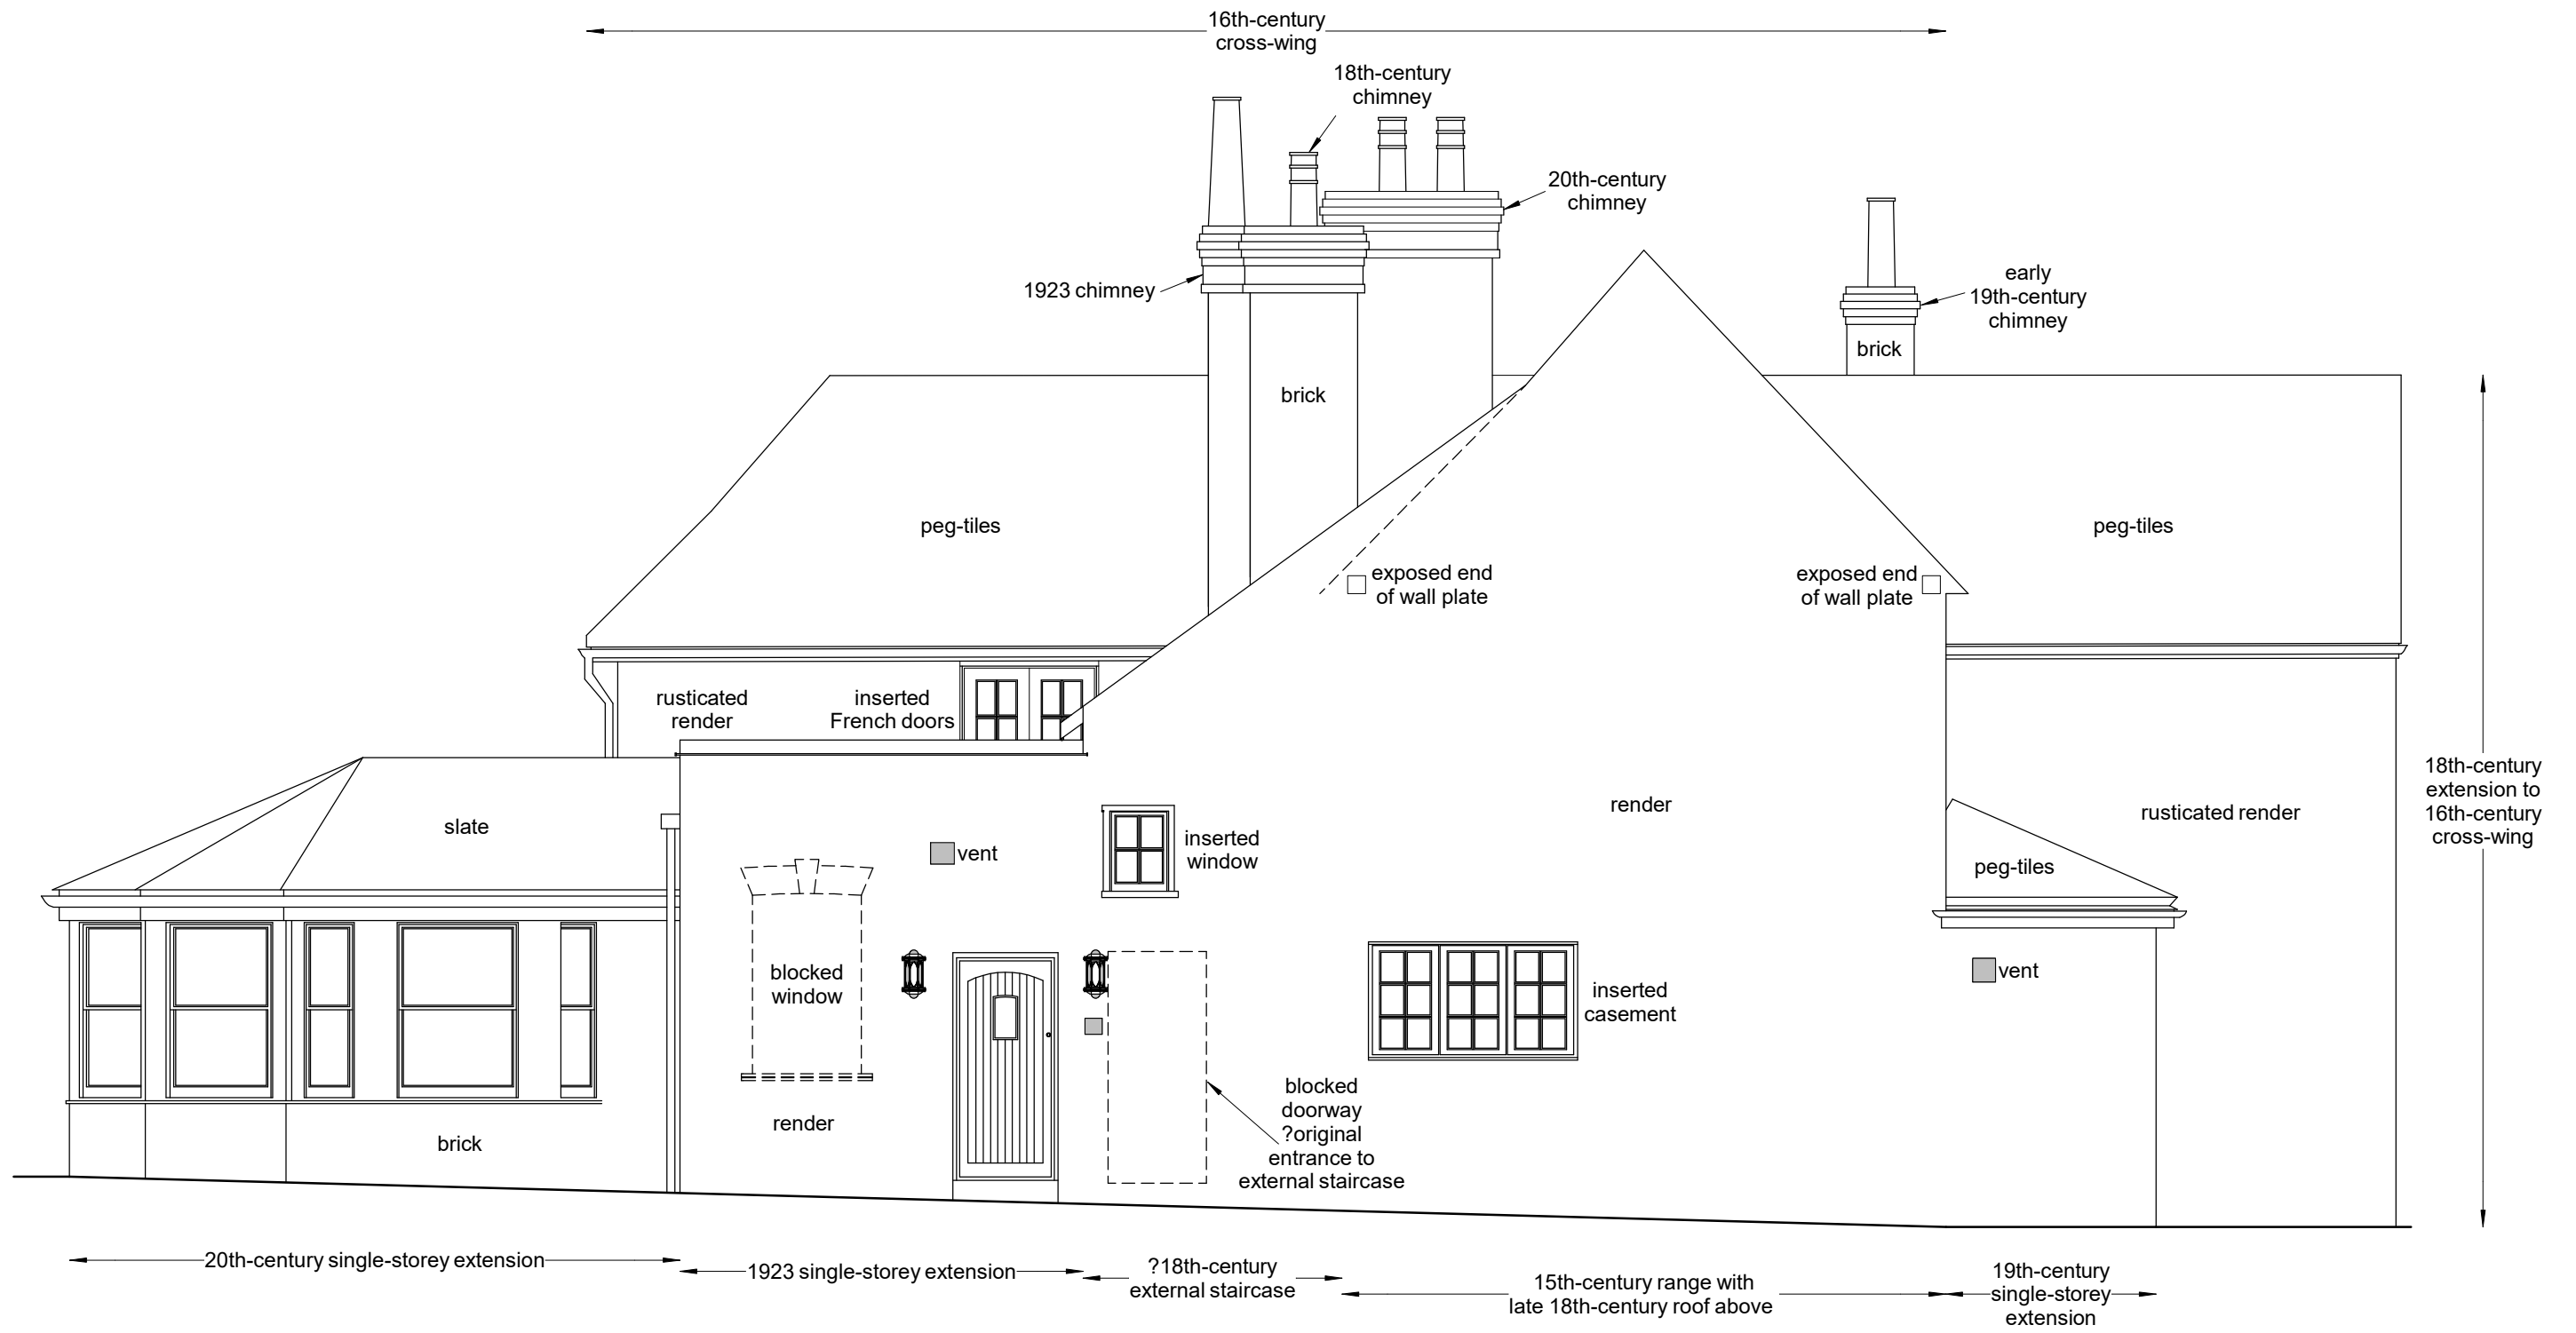 16th-century
cross-wing
18th-century
chimney
20th-century
chimney
1923 chimney
early
19th-century
chimney
brick
brick
peg-tiles
peg-tiles
exposed end
of wall plate
exposed end
of wall plate
rusticated
render
inserted
French doors
18th-century
extension to
16th-century
cross-wing
slate
render
rusticated render
vent
inserted
window
peg-tiles
blocked
window
inserted
casement
vent
blocked
doorway
?original
entrance to
external staircase
render
brick
20th-century single-storey extension
1923 single-storey extension
?18th-century
external staircase
15th-century range with
late 18th-century roof above
19th-century
single-storey
extension